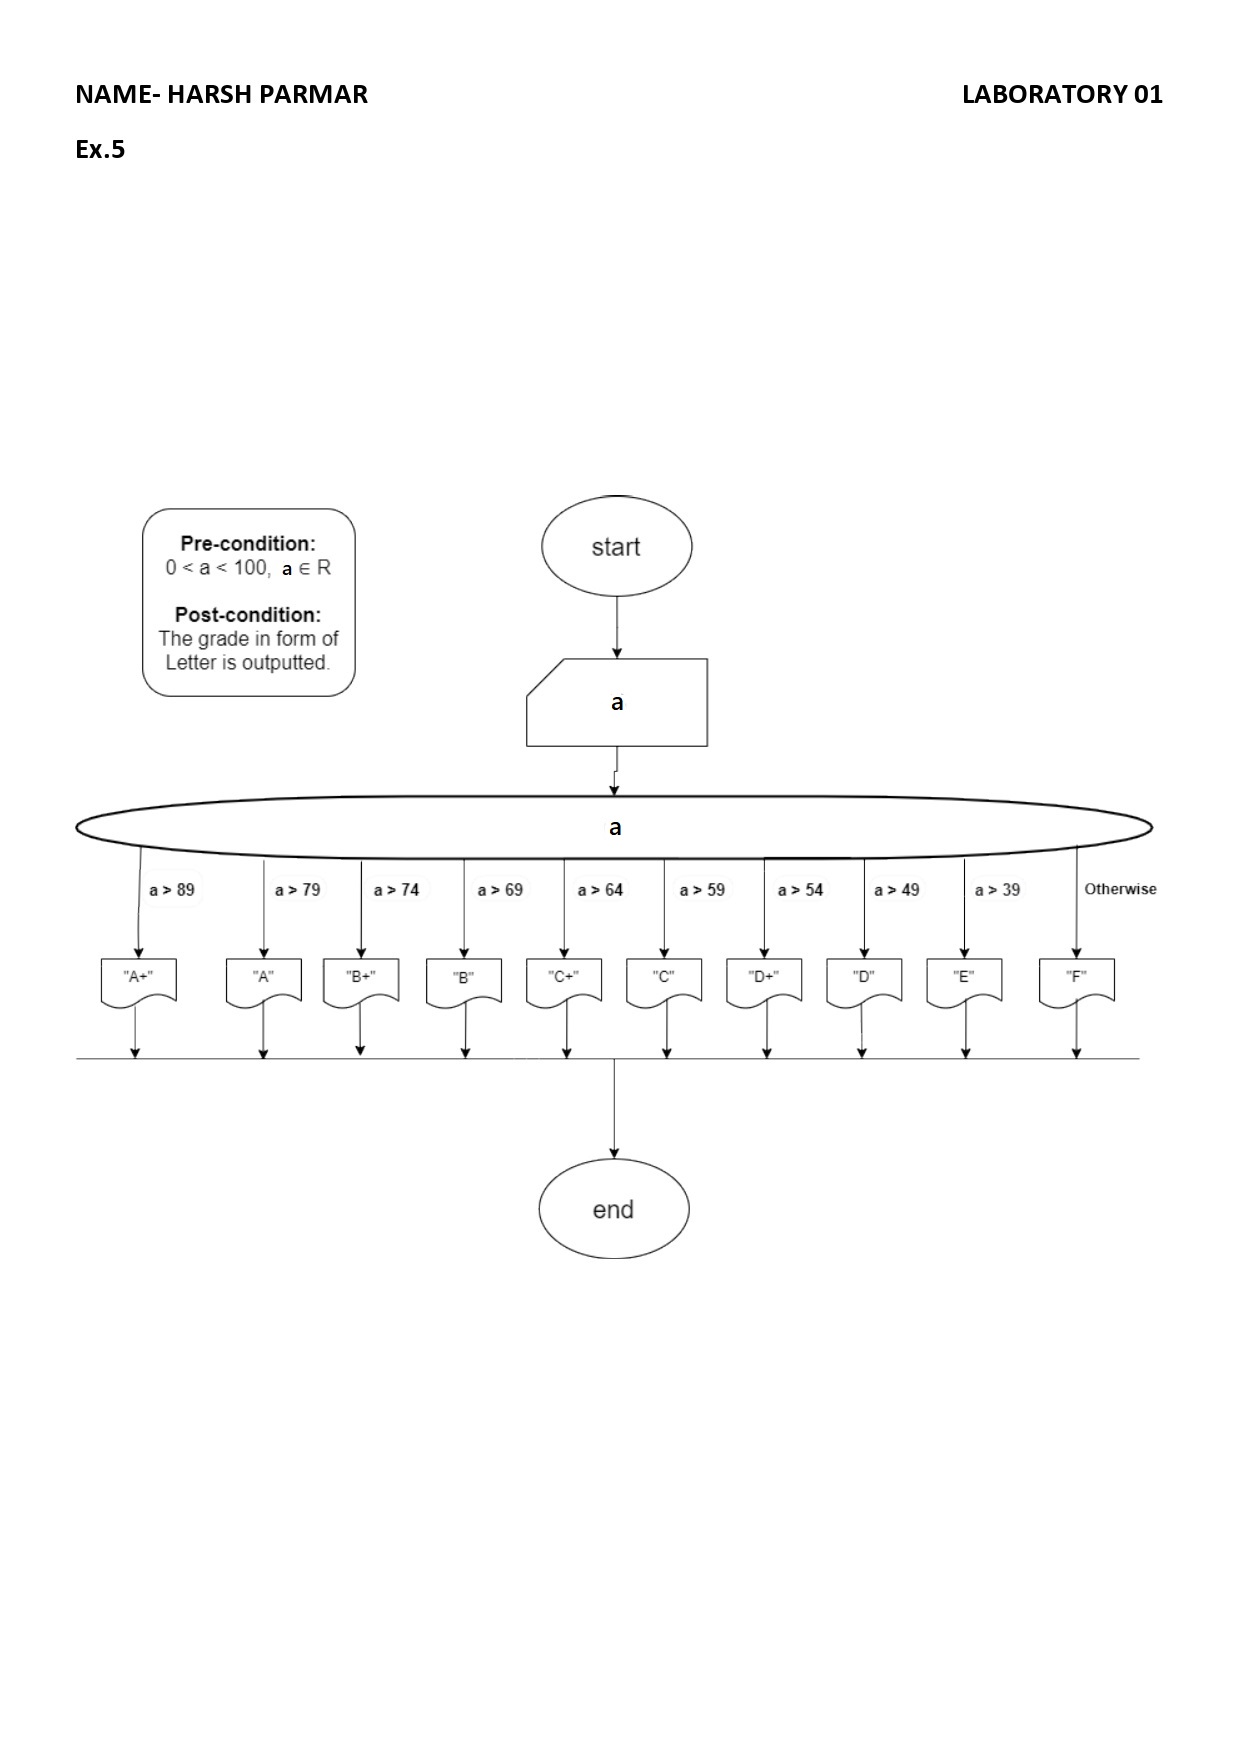 NAME- HARSH PARMAR LABORATORY 01
Ex.5
Pre-condition:
0 < a < 100, a ∈ R
Post-condition:
The grade in form of
Letter is outputted.
start
a
a
a > 89 a > 79 a > 74 a > 69 a > 64 a > 59 a > 54 a > 49 a > 39 Otherwise
"A+" "A" "B+" "B" "C+" "C" "D+" "D" "E" "F"
end